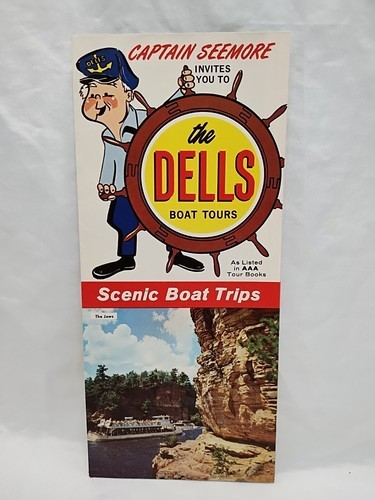 CAPTAIN SEEMORE
INVITES
YOU TO
DELLS
the
DELLS
BOAT TOURS
As Listed
in AAA
Tour Books
Scenic Boat Trips
The Jaws